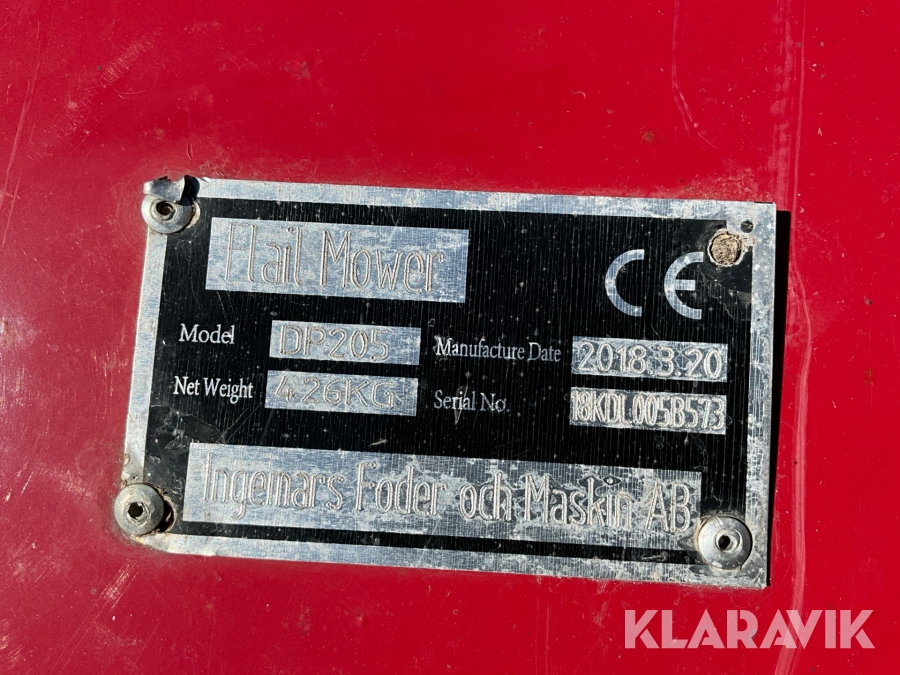 Flail Mower
CE
Model DP205 Manufacture Date 2018.3.20
Net Weight 426KG Serial No. 18KDL005B573
Ingemars Foder och Maskin AB
KLARAVIK